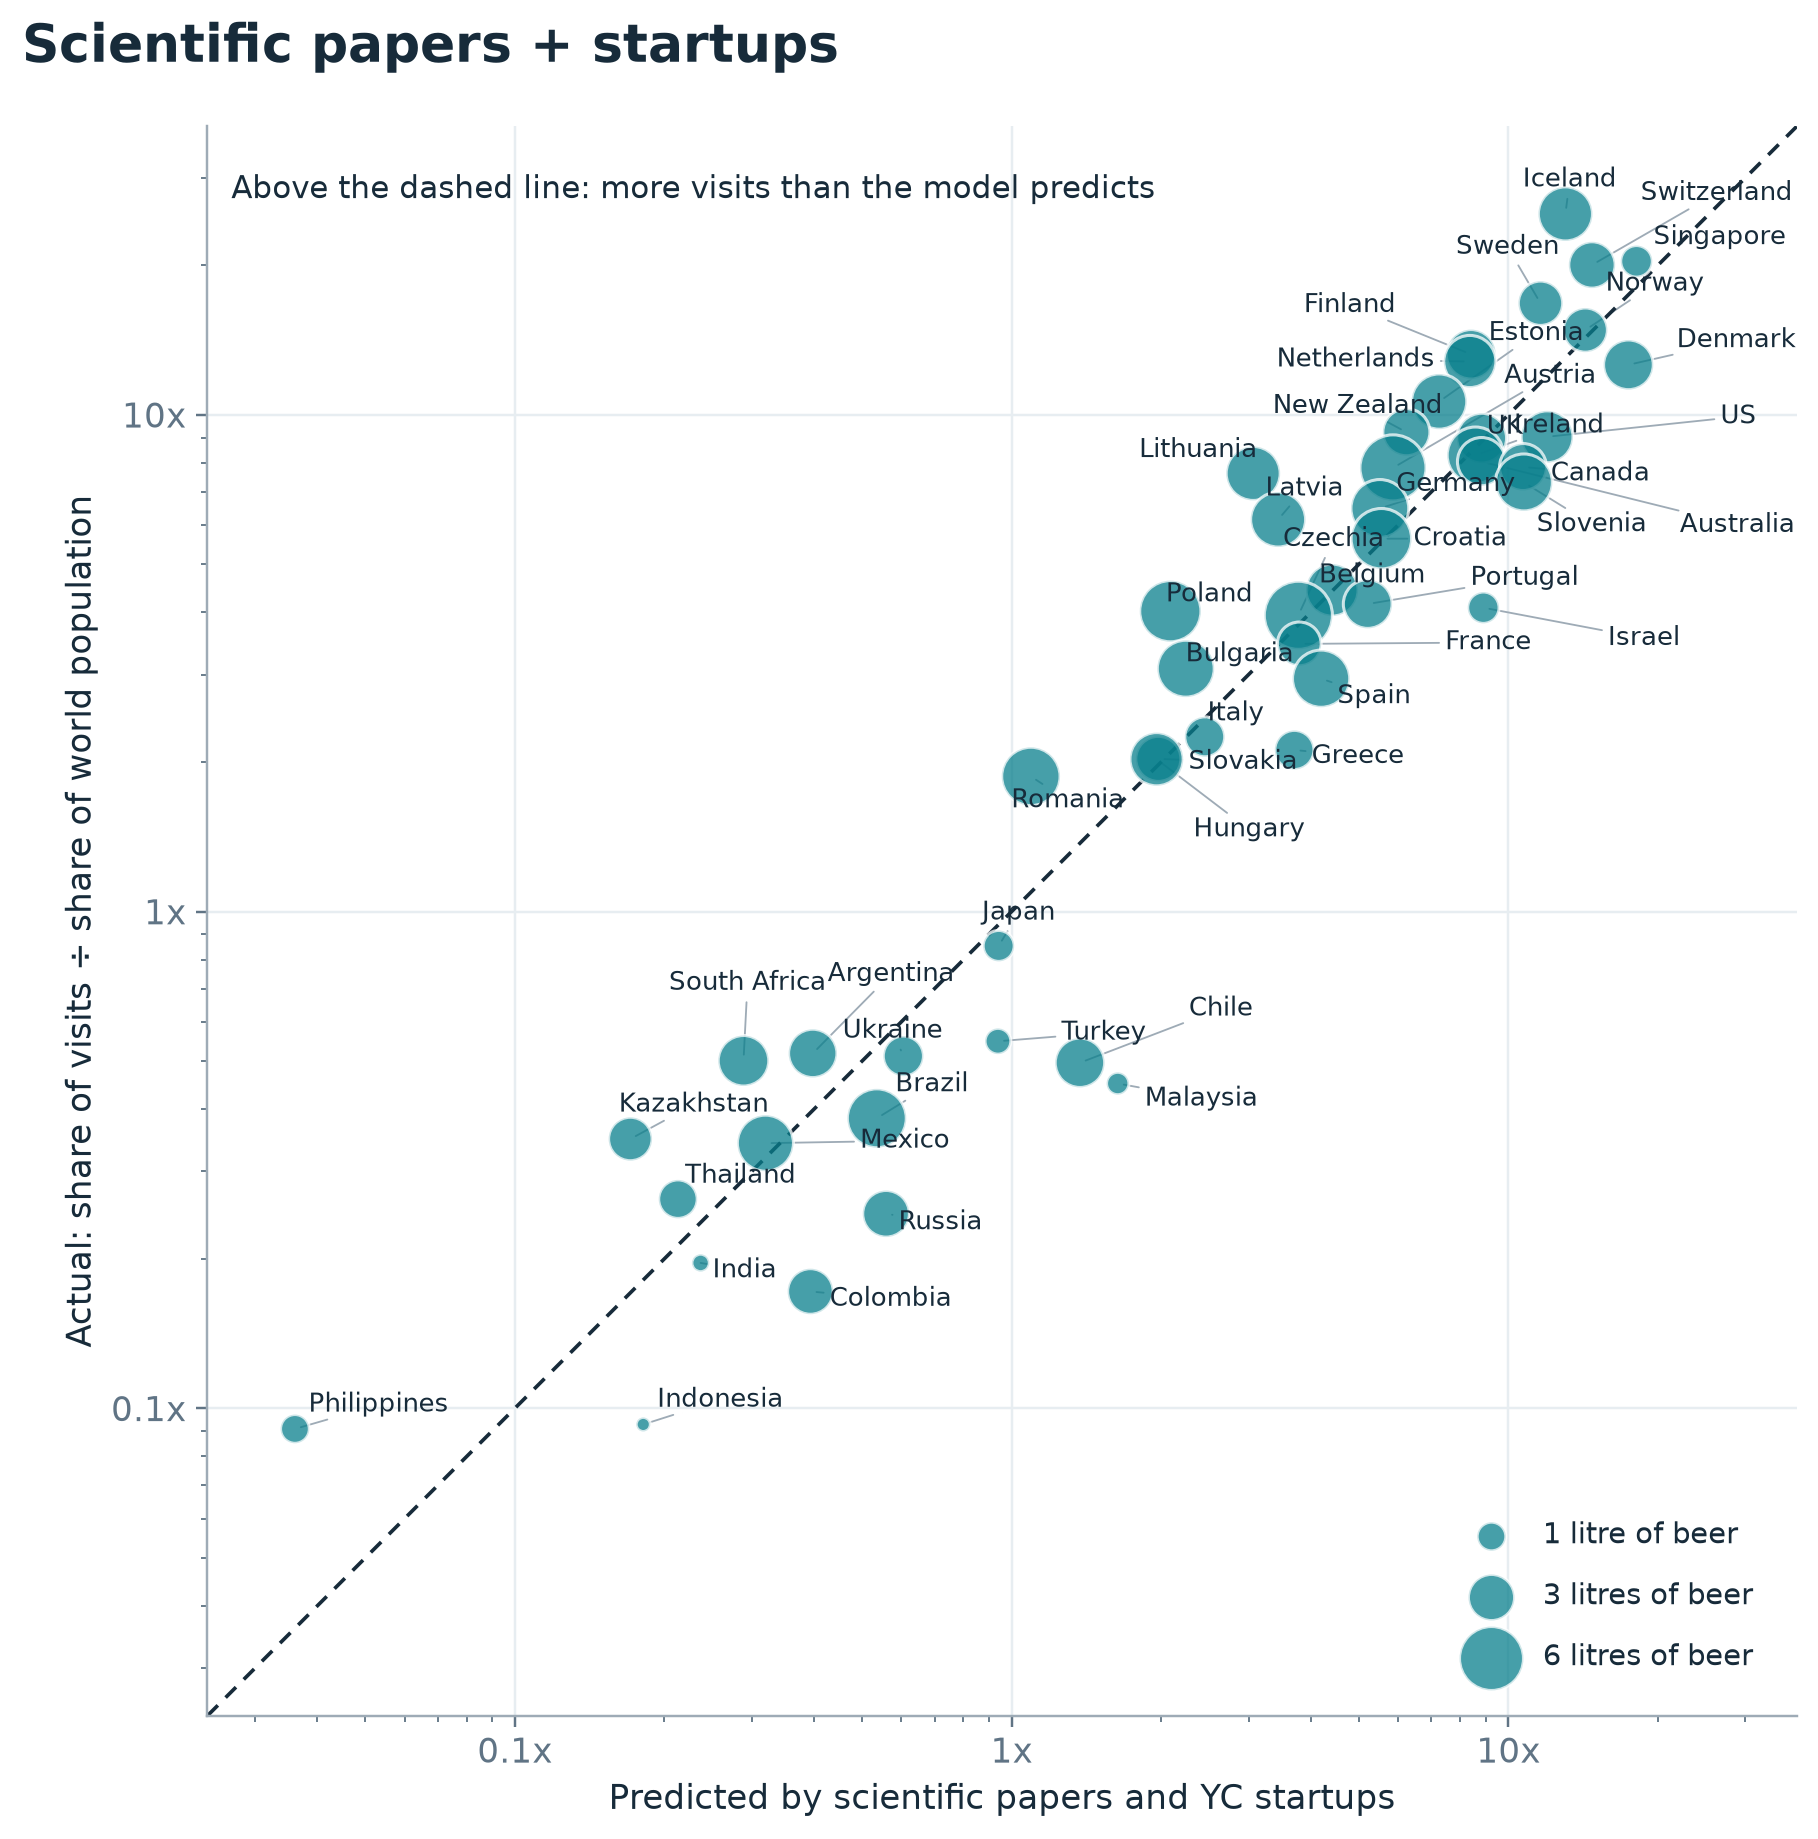 Scientific papers + startups
Above the dashed line: more visits than the model predicts
Iceland
Switzerland
Singapore
Sweden
Norway
Finland
Estonia
Denmark
Netherlands
Austria
New Zealand
US
UK
Ireland
Lithuania
Canada
Latvia
Germany
Slovenia
Australia
Czechia
Croatia
Belgium
Portugal
Poland
Israel
France
Bulgaria
Spain
Italy
Slovakia
Greece
Romania
Hungary
Japan
South Africa
Argentina
Chile
Ukraine
Turkey
Brazil
Malaysia
Kazakhstan
Mexico
Thailand
Russia
India
Colombia
Philippines
Indonesia
10x
1x
0.1x
Actual: share of visits ÷ share of world population
1 litre of beer
3 litres of beer
6 litres of beer
0.1x
1x
10x
Predicted by scientific papers and YC startups